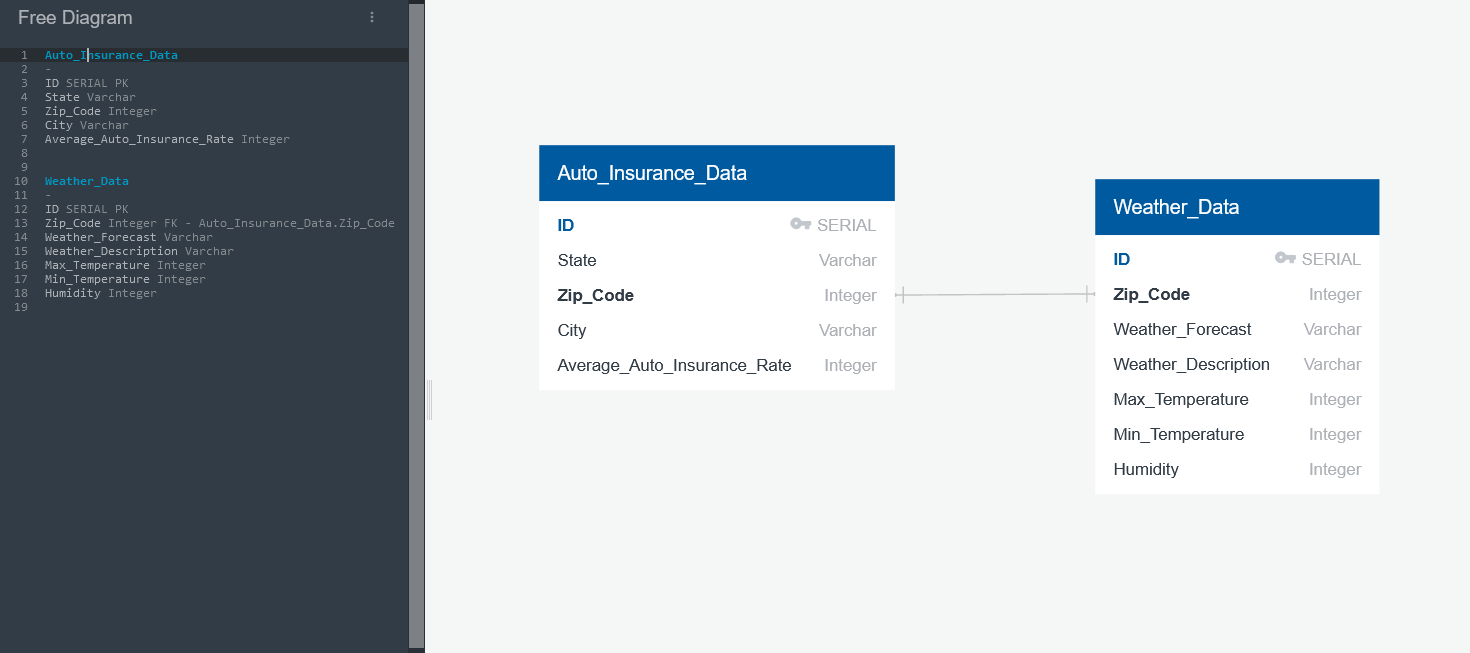 Free Diagram
1 Auto_Insurance_Data
2 -
3 ID SERIAL PK
4 State Varchar
5 Zip_Code Integer
6 City Varchar
7 Average_Auto_Insurance_Rate Integer
8
9
10 Weather_Data
11 -
12 ID SERIAL PK
13 Zip_Code Integer FK - Auto_Insurance_Data.Zip_Code
14 Weather_Forecast Varchar
15 Weather_Description Varchar
16 Max_Temperature Integer
17 Min_Temperature Integer
18 Humidity Integer
19
Auto_Insurance_Data
ID SERIAL
State Varchar
Zip_Code Integer
City Varchar
Average_Auto_Insurance_Rate Integer
Weather_Data
ID SERIAL
Zip_Code Integer
Weather_Forecast Varchar
Weather_Description Varchar
Max_Temperature Integer
Min_Temperature Integer
Humidity Integer